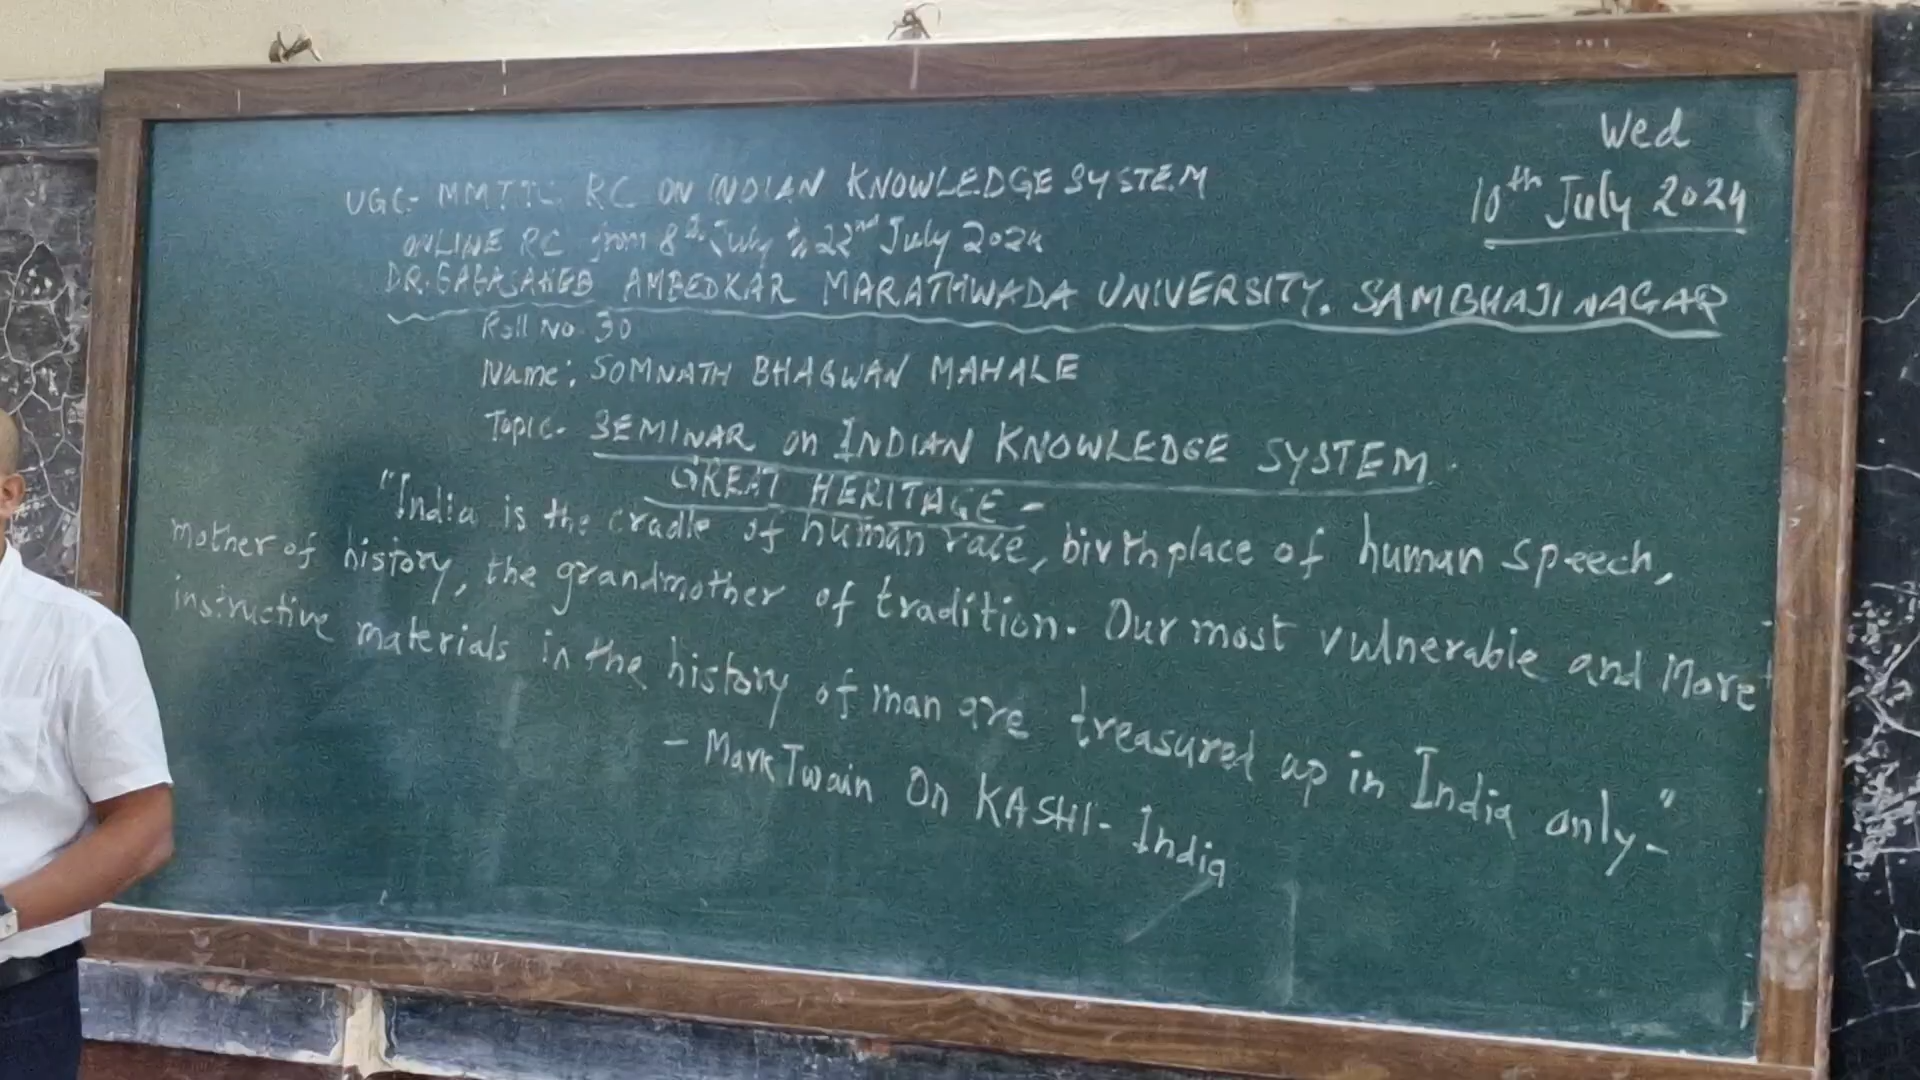 Wed
10th July 2024
UGC- MMTTC RC ON INDIAN KNOWLEDGE SYSTEM
ONLINE RC from 8th July to 22nd July 2024
DR. BABASAHEB AMBEDKAR MARATHWADA UNIVERSITY. SAMBHAJINAGAR
Roll No. 30
Name: SOMNATH BHAGWAN MAHALE
Topic- SEMINAR on INDIAN KNOWLEDGE SYSTEM.
GREAT HERITAGE -
"India is the cradle of human race, birthplace of human speech,
mother of history, the grandmother of tradition. Our most vulnerable and More
instructive materials in the history of man are treasured up in India only-"
- Mark Twain On KASHI- India